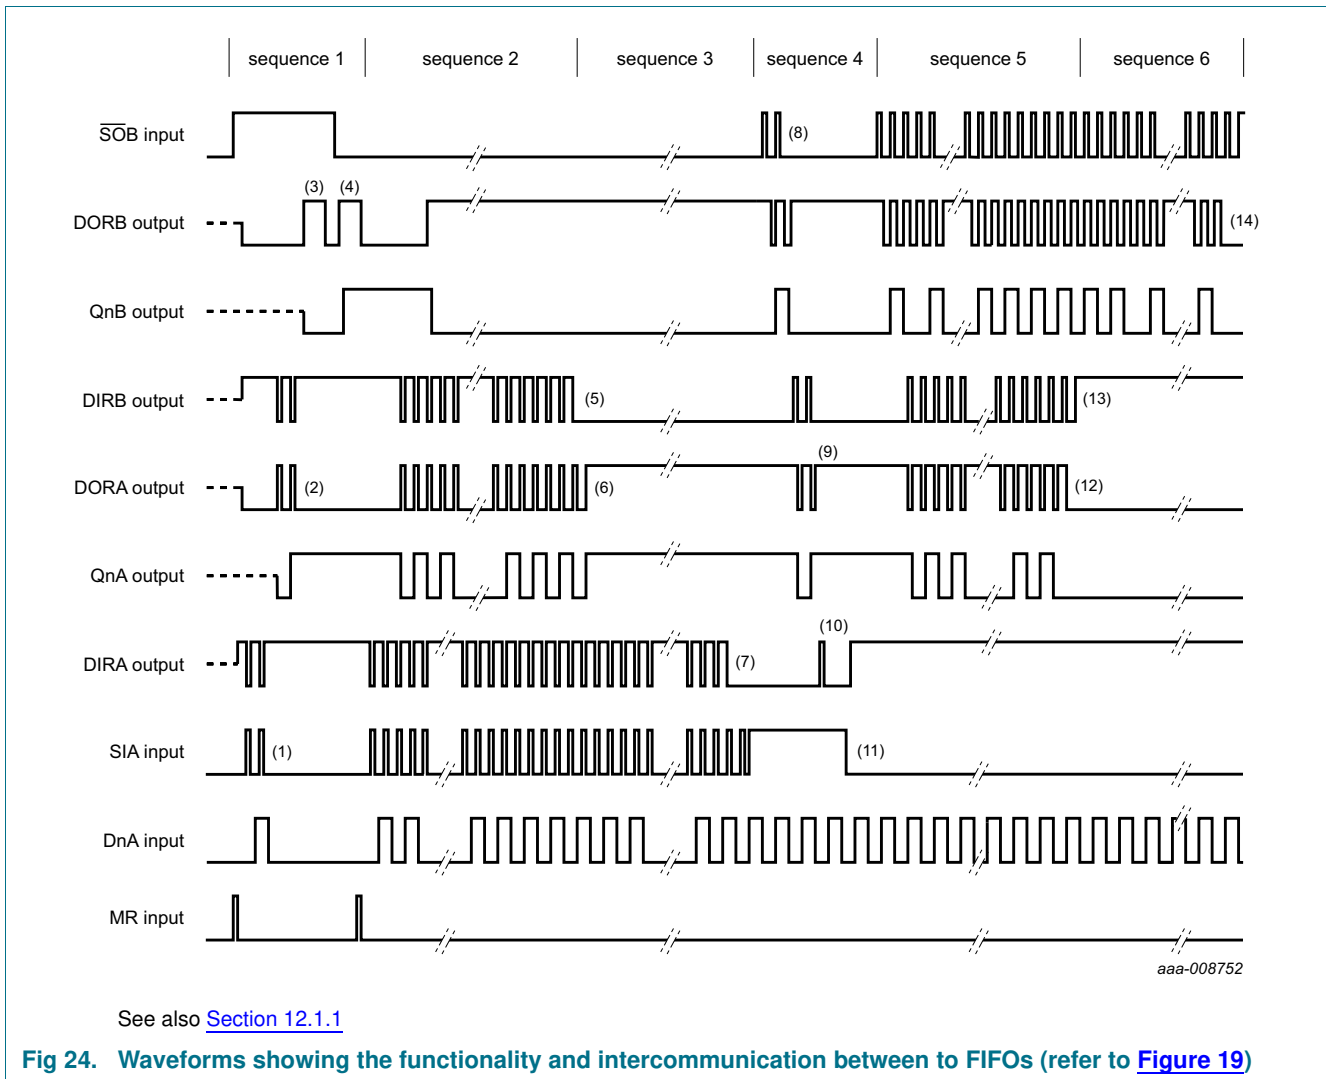 sequence 1 sequence 2 sequence 3 sequence 4 sequence 5 sequence 6
S̅O̅B input (8)
(3) (4)
DORB output (14)
QnB output
DIRB output (5) (13)
(9)
DORA output (2) (6) (12)
QnA output
(10)
DIRA output (7)
SIA input (1) (11)
DnA input
MR input
aaa-008752
See also Section 12.1.1
Fig 24. Waveforms showing the functionality and intercommunication between to FIFOs (refer to Figure 19)